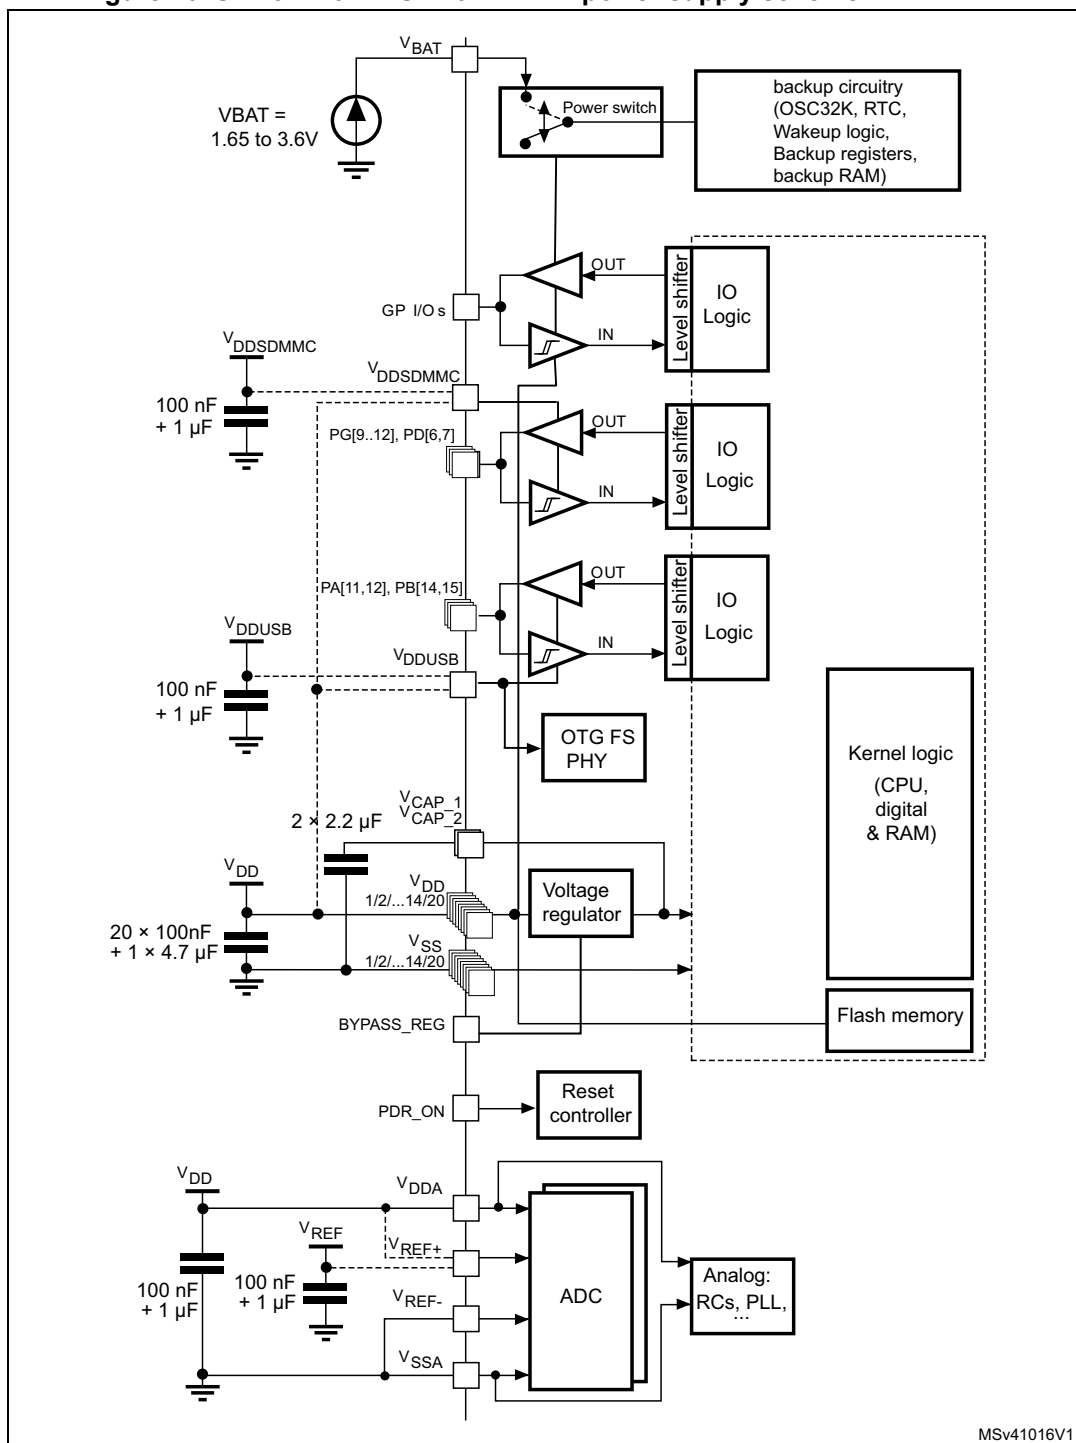 power supply scheme
VBAT
VBAT =
1.65 to 3.6V
Power switch
backup circuitry
(OSC32K, RTC,
Wakeup logic,
Backup registers,
backup RAM)
GP I/Os
OUT
IN
Level shifter
IO
Logic
VDDSDMMC
100 nF
+ 1 µF
VDDSDMMC
PG[9..12], PD[6,7]
OUT
IN
Level shifter
IO
Logic
PA[11,12], PB[14,15]
OUT
IN
Level shifter
IO
Logic
VDDUSB
100 nF
+ 1 µF
VDDUSB
OTG FS
PHY
Kernel logic
(CPU,
digital
& RAM)
VCAP_1
VCAP_2
2 × 2.2 µF
VDD
20 × 100nF
+ 1 × 4.7 µF
VDD
1/2/...14/20
Voltage
regulator
VSS
1/2/...14/20
Flash memory
BYPASS_REG
PDR_ON
Reset
controller
VDD
100 nF
+ 1 µF
VREF
100 nF
+ 1 µF
VDDA
VREF+
VREF-
VSSA
ADC
Analog:
RCs, PLL,
...
MSv41016V1